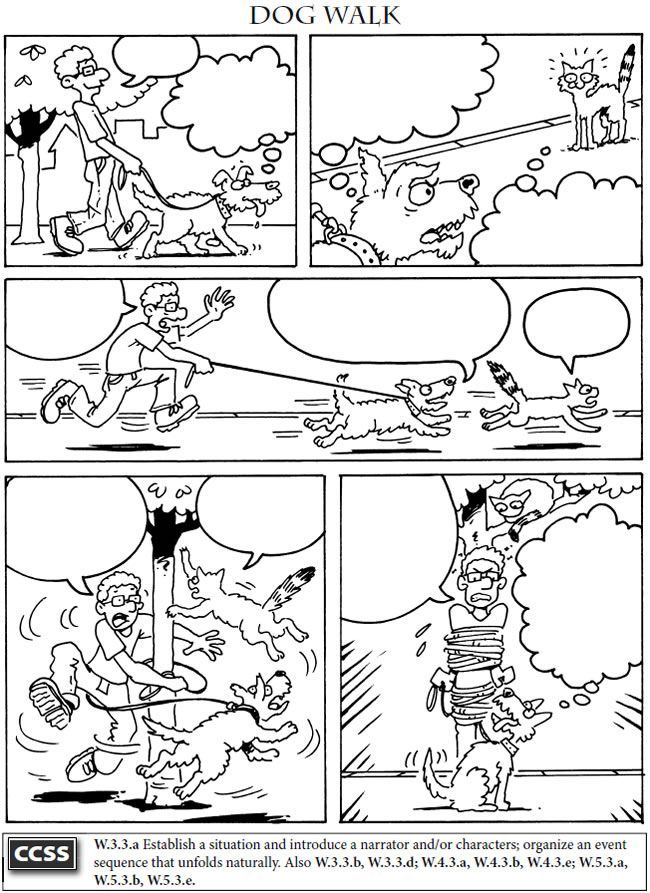 DOG WALK
CCSS
W.3.3.a Establish a situation and introduce a narrator and/or characters; organize an event
sequence that unfolds naturally. Also W.3.3.b, W.3.3.d; W.4.3.a, W.4.3.b, W.4.3.e; W.5.3.a,
W.5.3.b, W.5.3.e.